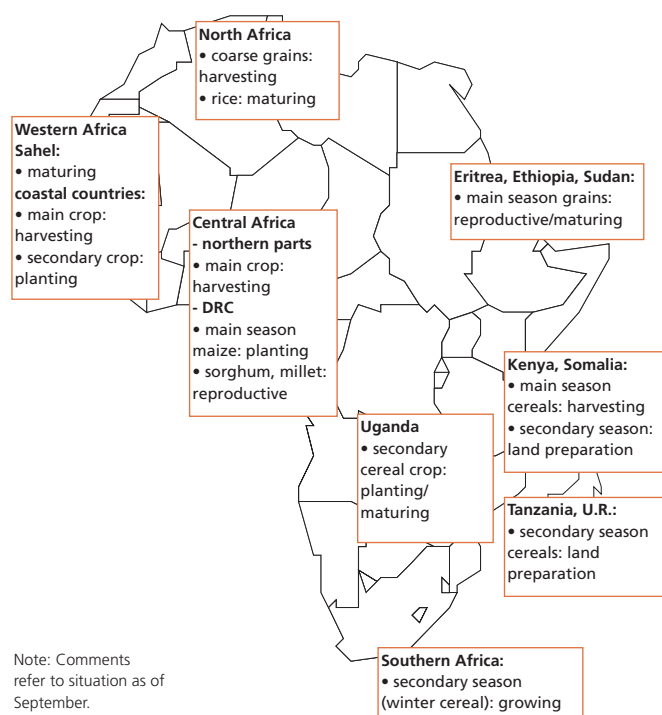 North Africa
• coarse grains:
harvesting
• rice: maturing
Western Africa
Sahel:
• maturing
coastal countries:
• main crop:
harvesting
• secondary crop:
planting
Eritrea, Ethiopia, Sudan:
• main season grains:
reproductive/maturing
Central Africa
- northern parts
• main crop:
harvesting
- DRC
• main season
maize: planting
• sorghum, millet:
reproductive
Kenya, Somalia:
• main season
cereals: harvesting
• secondary season:
land preparation
Uganda
• secondary
cereal crop:
planting/
maturing
Tanzania, U.R.:
• secondary season
cereals: land
preparation
Southern Africa:
• secondary season
(winter cereal): growing
Note: Comments
refer to situation as of
September.